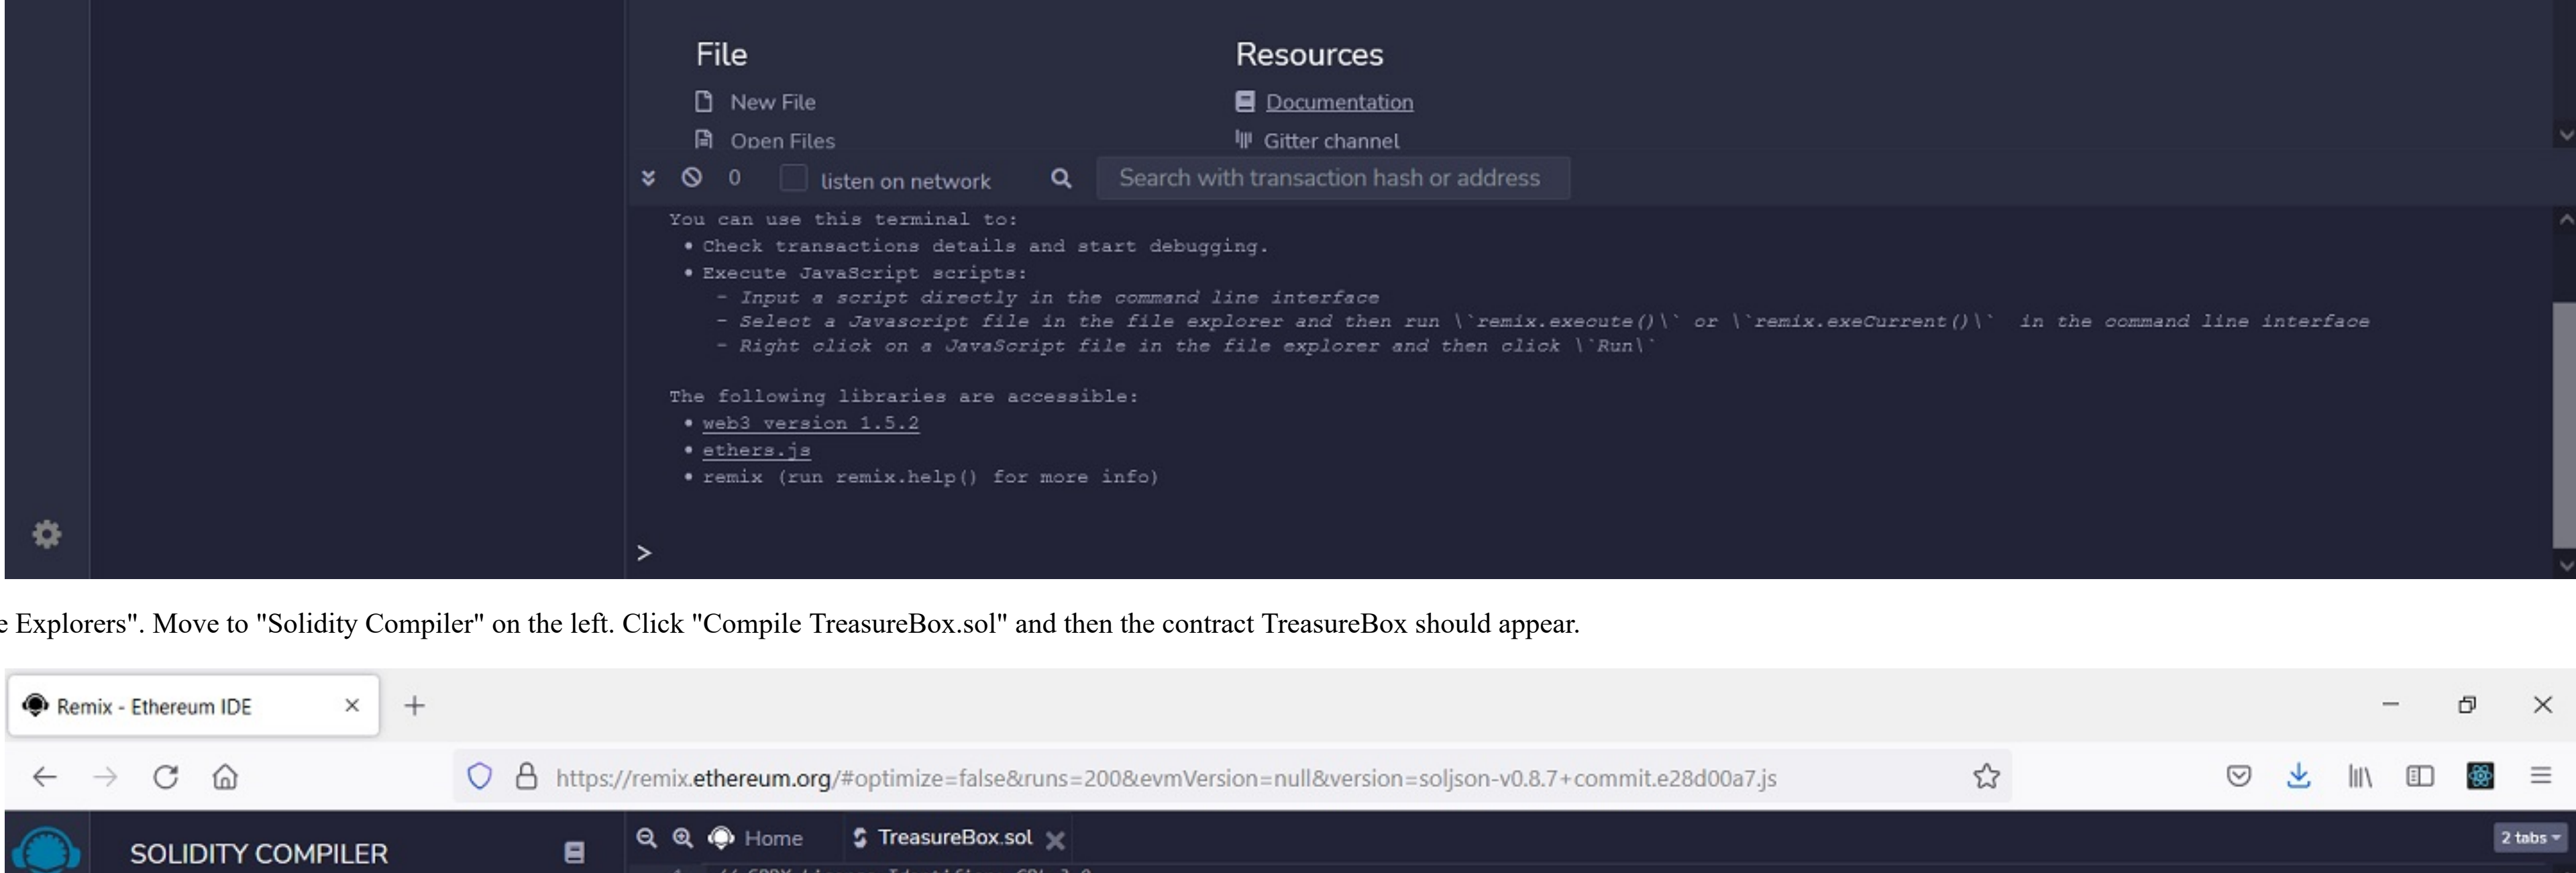 File
Resources
New File
Documentation
Open Files
Gitter channel
0
listen on network
Search with transaction hash or address
You can use this terminal to:
• Check transactions details and start debugging.
• Execute JavaScript scripts:
- Input a script directly in the command line interface
- Select a Javascript file in the file explorer and then run \`remix.execute()\` or \`remix.exeCurrent()\` in the command line interface
- Right click on a JavaScript file in the file explorer and then click \`Run\`
The following libraries are accessible:
• web3 version 1.5.2
• ethers.js
• remix (run remix.help() for more info)
>
e Explorers". Move to "Solidity Compiler" on the left. Click "Compile TreasureBox.sol" and then the contract TreasureBox should appear.
Remix - Ethereum IDE
https://remix.ethereum.org/#optimize=false&runs=200&evmVersion=null&version=soljson-v0.8.7+commit.e28d00a7.js
SOLIDITY COMPILER
Home
TreasureBox.sol
2 tabs